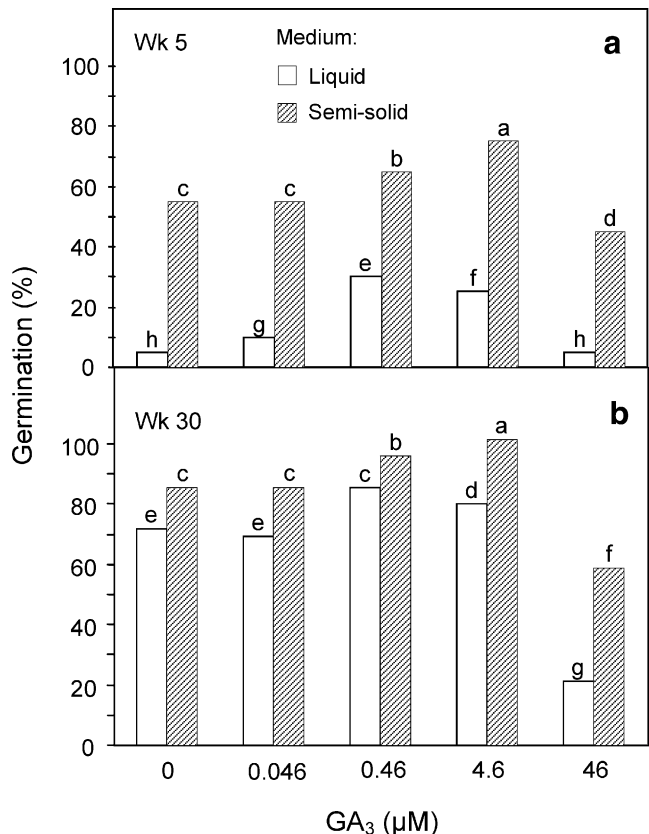 Wk 5
a
Medium:
Liquid
Semi-solid
100
80
60
40
20
0
h
c
g
c
e
b
f
a
h
d
Germination (%)
Wk 30
b
100
80
60
40
20
0
e
c
e
c
c
b
d
a
g
f
0 0.046 0.46 4.6 46
GA₃ (µM)